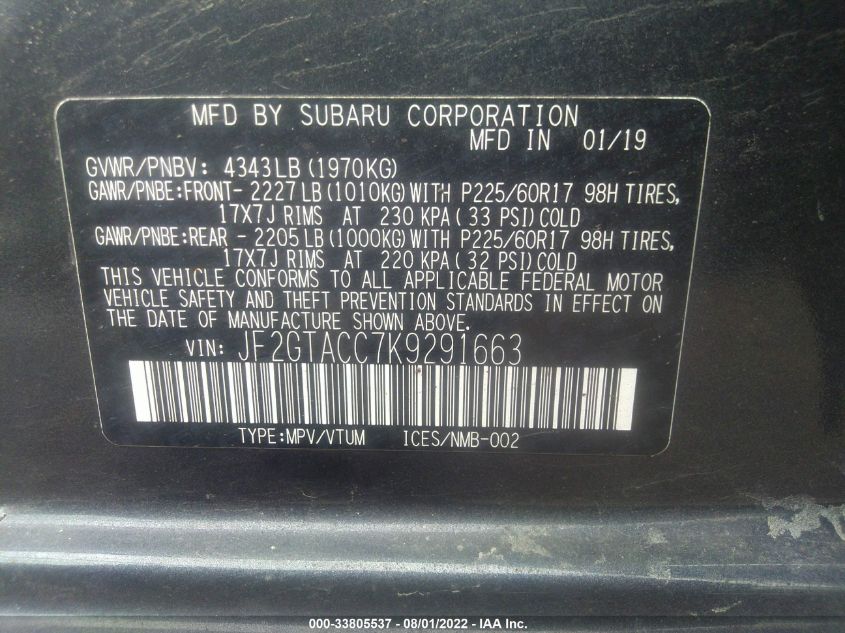 MFD BY SUBARU CORPORATION
MFD IN 01/19
GVWR/PNBV: 4343LB (1970KG)
GAWR/PNBE:FRONT- 2227 LB (1010KG) WITH P225/60R17 98H TIRES,
17X7J RIMS AT 230 KPA (33 PSI) COLD
GAWR/PNBE:REAR - 2205 LB (1000KG) WITH P225/60R17 98H TIRES,
17X7J RIMS AT 220 KPA (32 PSI) COLD
THIS VEHICLE CONFORMS TO ALL APPLICABLE FEDERAL MOTOR
VEHICLE SAFETY AND THEFT PREVENTION STANDARDS IN EFFECT ON
THE DATE OF MANUFACTURE SHOWN ABOVE.
VIN: JF2GTACC7K9291663
TYPE:MPV/VTUM ICES/NMB-002
000-33805537 - 08/01/2022 - IAA Inc.